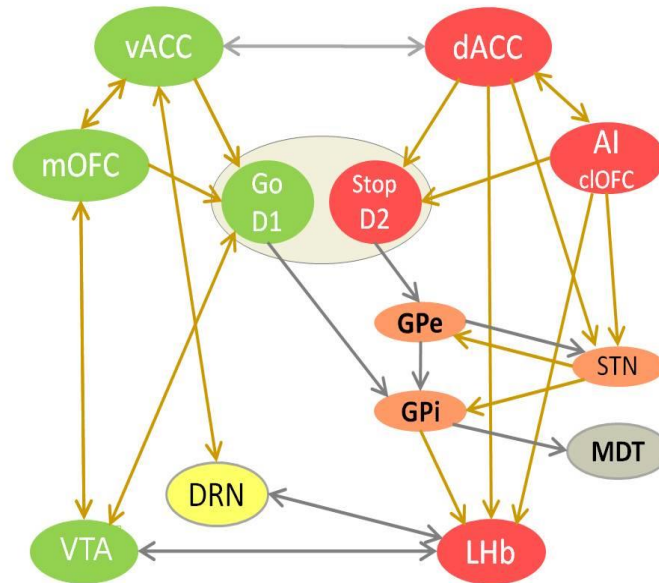 vACC
dACC
mOFC
AI
clOFC
Go
D1
Stop
D2
GPe
STN
GPi
MDT
DRN
VTA
LHb